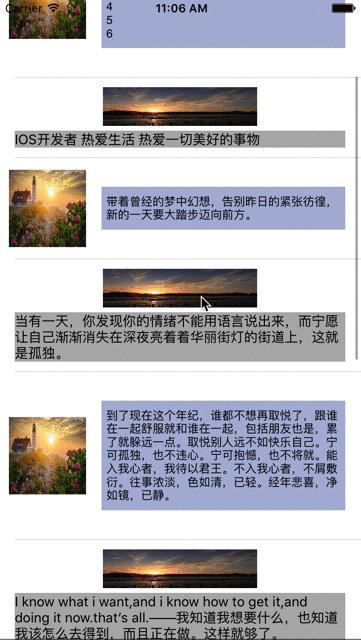 Carrier 11:06 AM
4
5
6
IOS开发者 热爱生活 热爱一切美好的事物
带着曾经的梦中幻想，告别昨日的紧张彷徨，
新的一天要大踏步迈向前方。
当有一天，你发现你的情绪不能用语言说出来，而宁愿
让自己渐渐消失在深夜亮着着华丽街灯的街道上，这就
是孤独。
到了现在这个年纪，谁都不想再取悦了，跟谁
在一起舒服就和谁在一起，包括朋友也是，累
了就躲远一点。取悦别人远不如快乐自己。宁
可孤独，也不违心。宁可抱憾，也不将就。能
入我心者，我待以君王。不入我心者，不屑敷
衍。往事浓淡，色如清，已轻。经年悲喜，净
如镜，已静。
I know what i want,and i know how to get it,and
doing it now.that's all.——我知道我想要什么，也知道
我该怎么去得到，而且正在做。这样就够了。